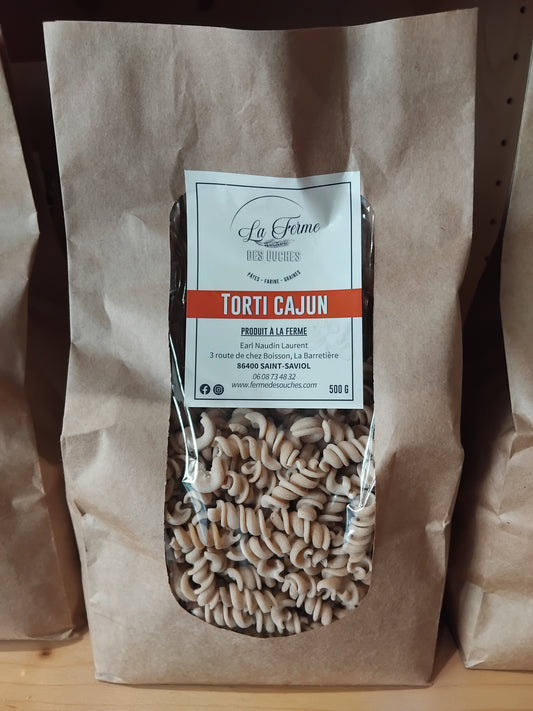 La Ferme
DES OUCHES
PÂTES - FARINE - GRAINES
TORTI CAJUN
PRODUIT À LA FERME
Earl Naudin Laurent
3 route de chez Boisson, La Barretière
86400 SAINT-SAVIOL
06 08 73 48 32
www.fermedesouches.com
500 G